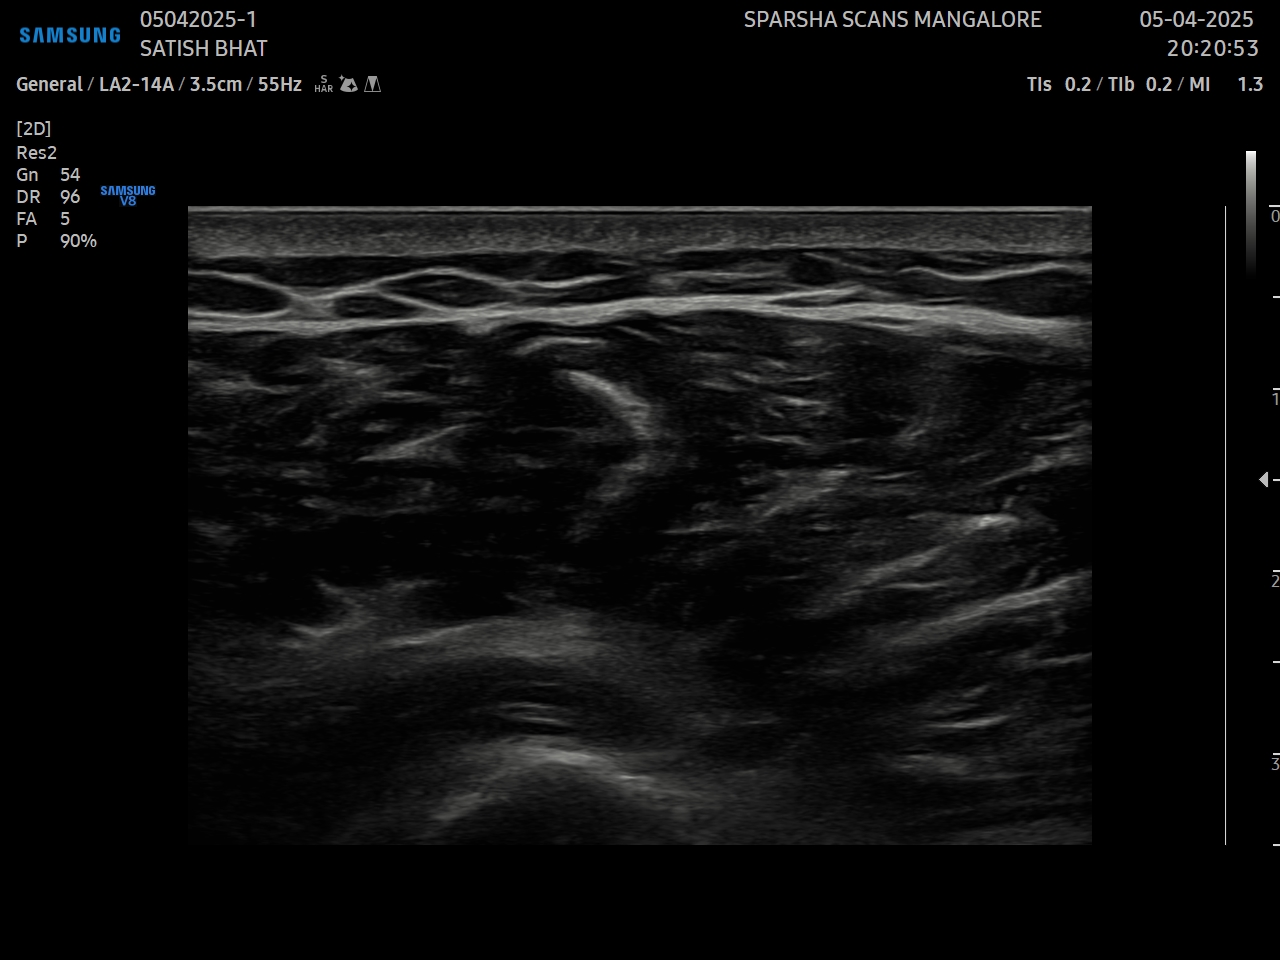 SAMSUNG
05042025-1
SATISH BHAT
SPARSHA SCANS MANGALORE
05-04-2025
20:20:53
General / LA2-14A / 3.5cm / 55Hz
S
HAR
TIs 0.2 / TIb 0.2 / MI 1.3
[2D]
Res2
Gn 54
DR 96
FA 5
P 90%
SAMSUNG
V8
0
1
2
3